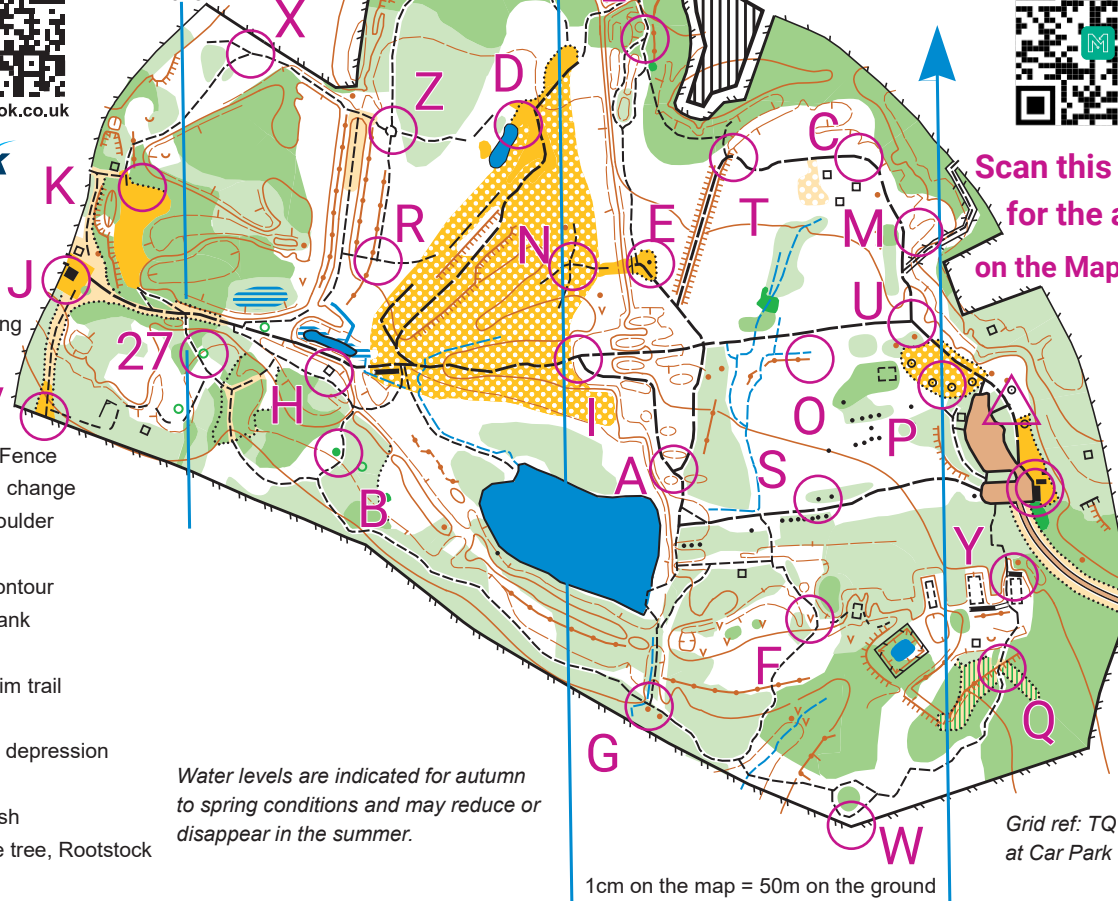 ok.co.uk
X
Z
D
K
C
Scan this
for the a
on the Map
R
N
E
T
M
J
ng
27
U
H
I
O
P
Fence
change
oulder
A
S
B
ontour
ank
Y
im trail
F
depression
G
Q
Water levels are indicated for autumn
to spring conditions and may reduce or
disappear in the summer.
sh
e tree, Rootstock
W
Grid ref: TQ
at Car Park
1cm on the map = 50m on the ground